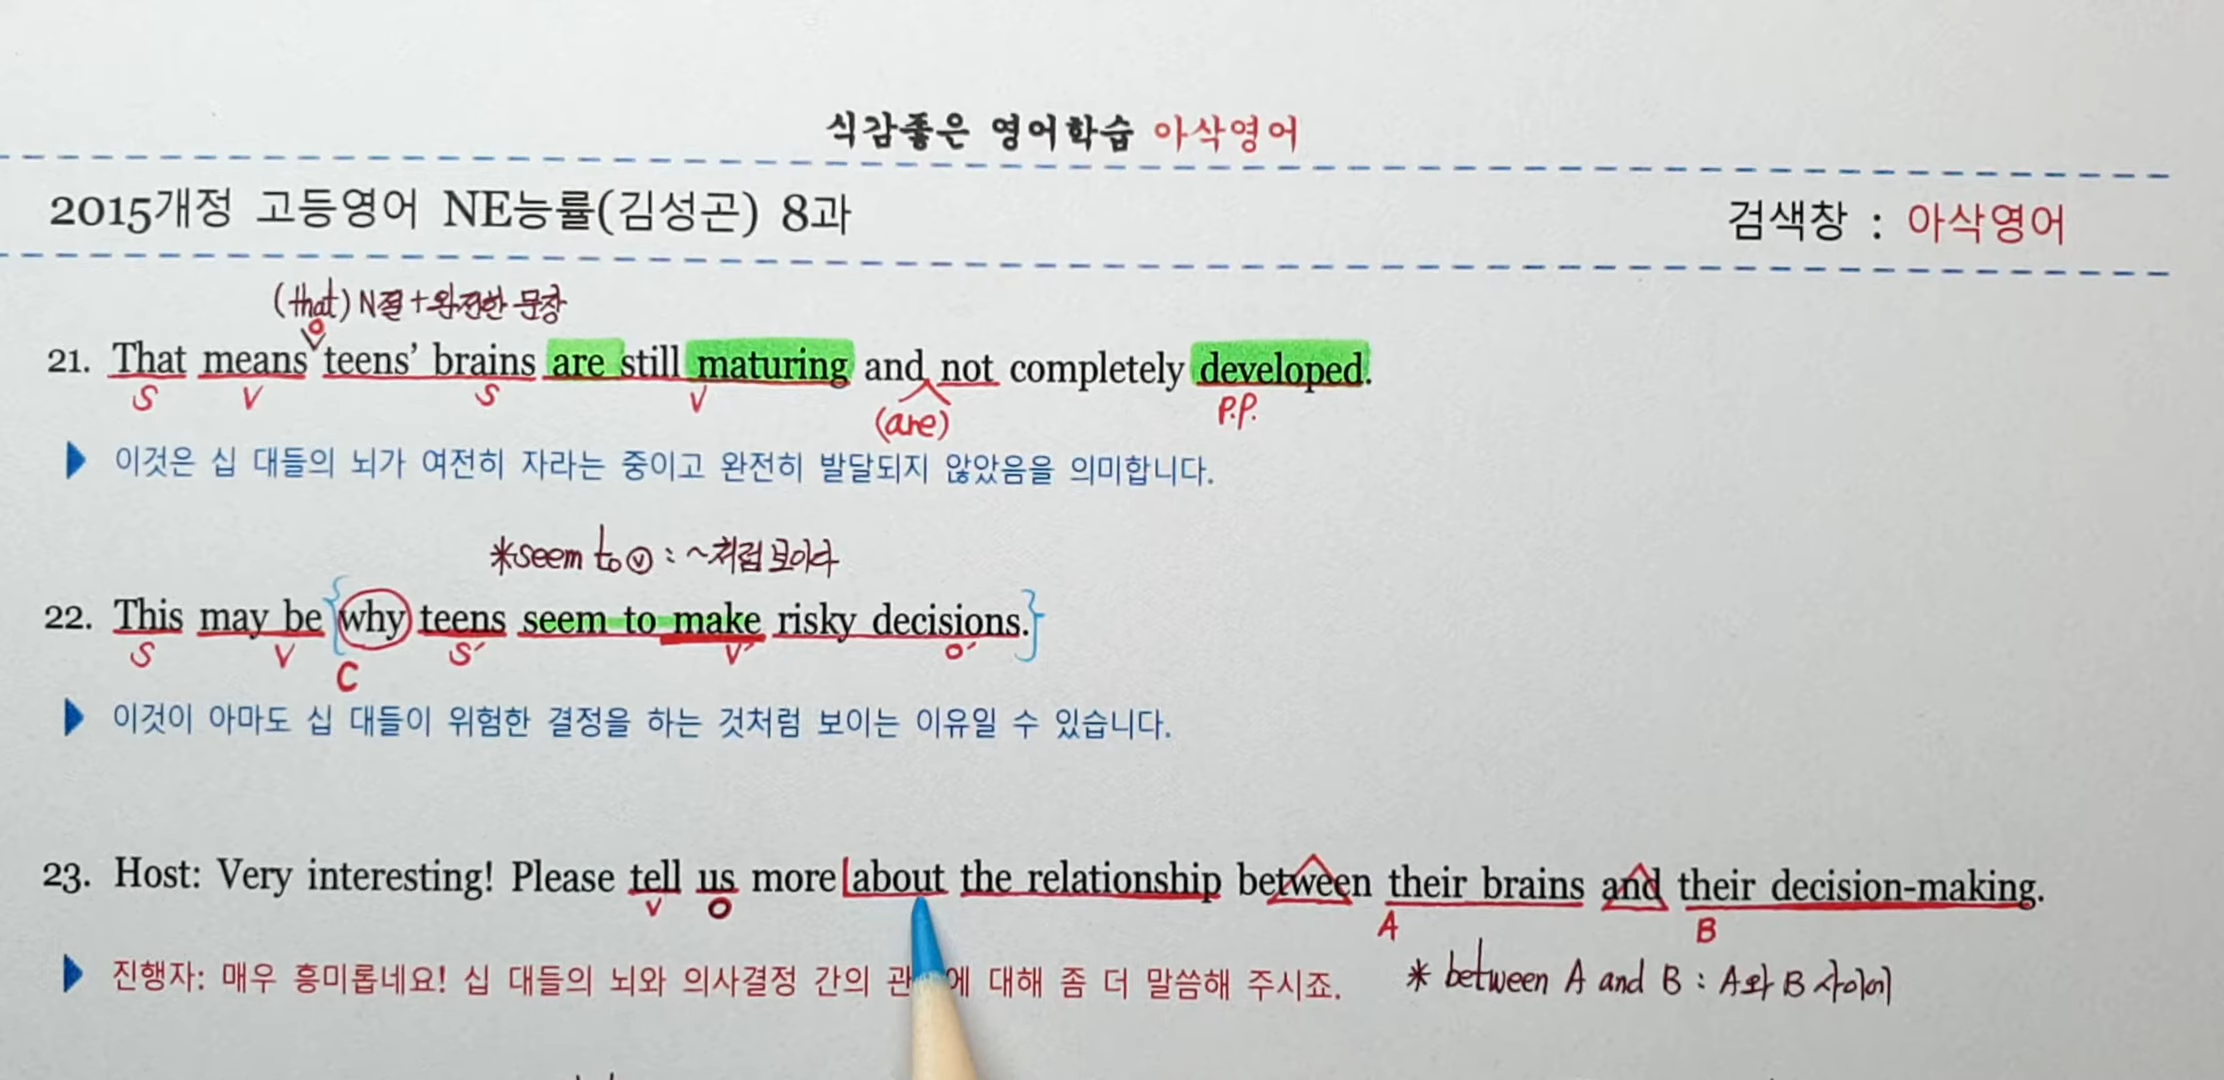 식감좋은 영어학습 아삭영어
2015개정 고등영어 NE능률(김성곤) 8과 검색창 : 아삭영어
(that) N절+완전한 문장
O
21. That means teens’ brains are still maturing and not completely developed.
S V S V (are) P.P.
이것은 십 대들의 뇌가 여전히 자라는 중이고 완전히 발달되지 않았음을 의미합니다.
*seem to ⓥ : ~처럼 보이다
22. This may be {why teens seem to make risky decisions.}
S V C S′ V′ O′
이것이 아마도 십 대들이 위험한 결정을 하는 것처럼 보이는 이유일 수 있습니다.
23. Host: Very interesting! Please tell us more about the relationship between their brains and their decision-making.
V O A B
진행자: 매우 흥미롭네요! 십 대들의 뇌와 의사결정 간의 관 에 대해 좀 더 말씀해 주시죠. * between A and B : A와 B 사이에